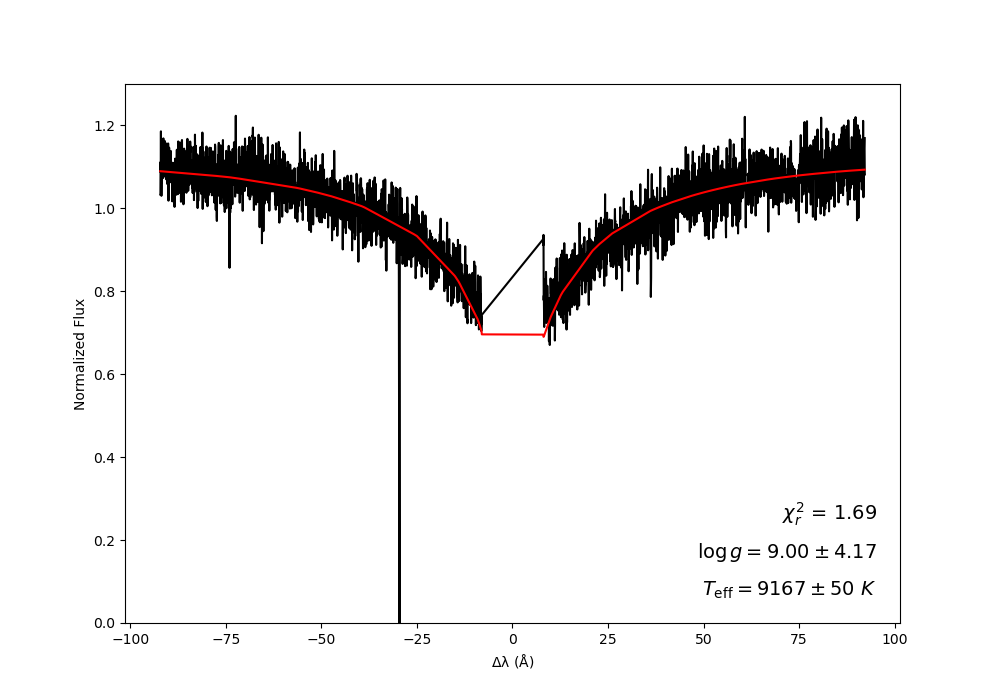 1.2
1.0
0.8
0.6
0.4
0.2
0.0
Normalized Flux
χ²ᵣ = 1.69
log g = 9.00 ± 4.17
T_eff = 9167 ± 50 K
−100 −75 −50 −25 0 25 50 75 100
Δλ (Å)